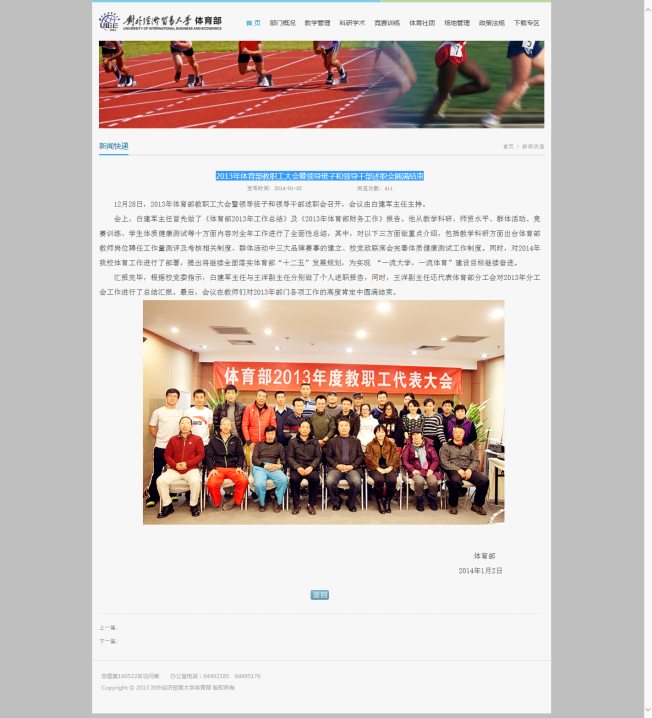 对外经济贸易大学 体育部
UNIVERSITY OF INTERNATIONAL BUSINESS AND ECONOMICS
首 页 部门概况 教学管理 科研学术 竞赛训练 体育社团 场地管理 政策法规 下载专区
新闻快递
首页 > 新闻快递
2013年体育部教职工大会暨领导班子和领导干部述职会圆满结束
发布时间：2014-01-02 浏览次数：411
12月28日，2013年体育部教职工大会暨领导班子和领导干部述职会召开，会议由白建军主任主持。
会上，白建军主任首先做了《体育部2013年工作总结》及《2013年体育部财务工作》报告。他从教学科研、师资水平、群体活动、竞
赛训练、学生体质健康测试等十方面内容对全年工作进行了全面性总结，其中，对以下三方面做重点介绍，包括教学科研方面出台体育部
教师岗位聘任工作量测评及考核相关制度、群体活动中三大品牌赛事的建立、校党政联席会完善体质健康测试工作制度。同时，对2014年
我校体育工作进行了部署，提出将继续全面落实体育部“十二五”发展规划，为实现 “一流大学，一流体育”建设目标继续奋进。
汇报完毕，根据校党委指示，白建军主任与王洋副主任分别做了个人述职报告，同时，王洋副主任还代表体育部分工会对2013年分工
会工作进行了总结汇报。最后，会议在教师们对2013年部门各项工作的高度肯定中圆满结束。
体育部2013年度教职工代表大会
体育部
2014年1月2日
返回
上一篇:
下一篇:
您是第160522名访问者 办公室电话：64492185 64495176
Copyright © 2013 对外经济贸易大学体育部 版权所有